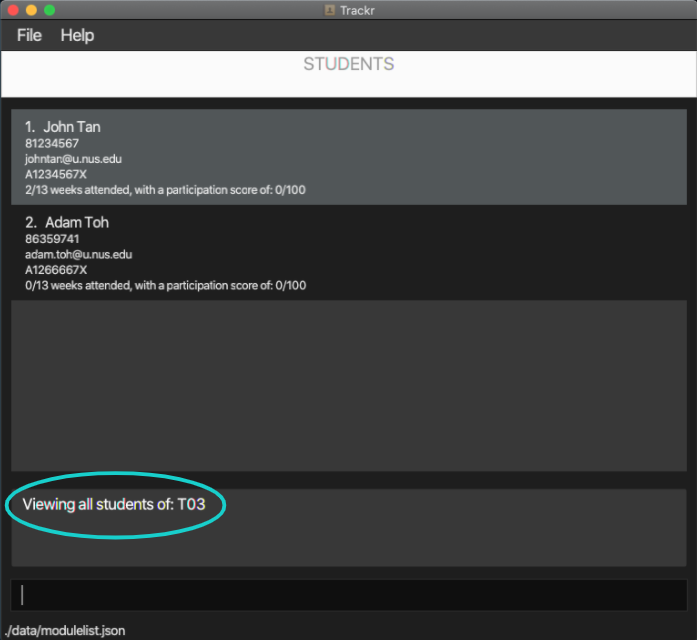 Trackr
File Help
STUDENTS
1. John Tan
81234567
johntan@u.nus.edu
A1234567X
2/13 weeks attended, with a participation score of: 0/100
2. Adam Toh
86359741
adam.toh@u.nus.edu
A1266667X
0/13 weeks attended, with a participation score of: 0/100
Viewing all students of: T03
./data/modulelist.json